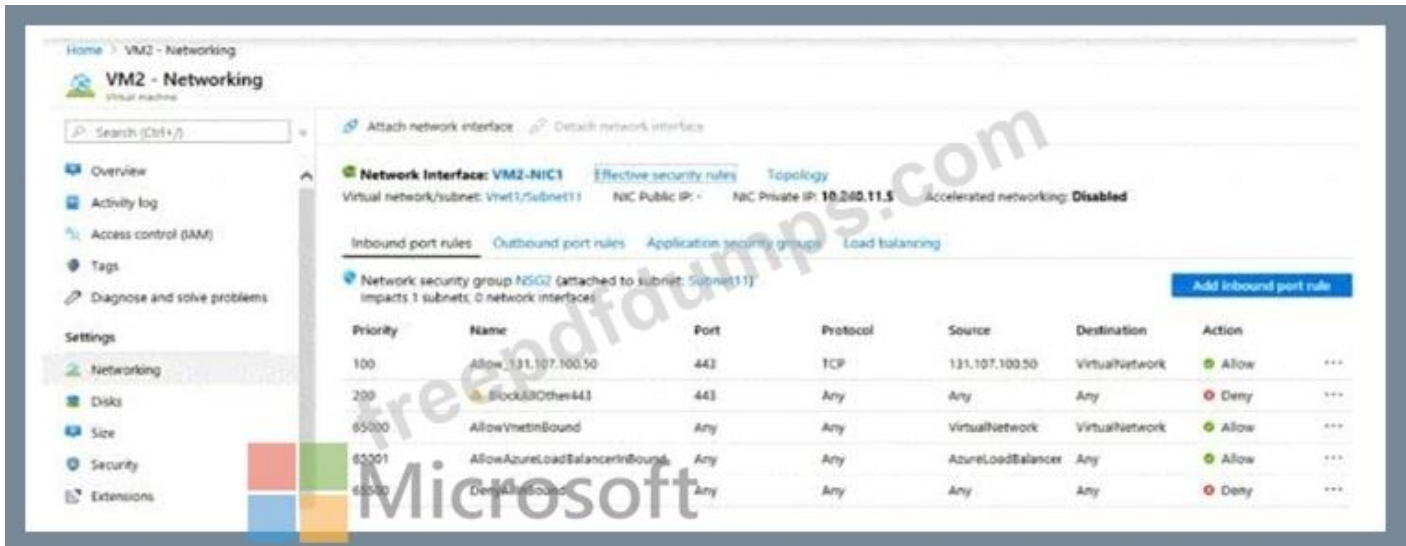 Home > VM2 - Networking
VM2 - Networking
Virtual machine
Search (Ctrl+/)
«
Attach network interface Detach network interface
Overview
Activity log
Access control (IAM)
Tags
Diagnose and solve problems
Settings
Networking
Disks
Size
Security
Extensions
Network Interface: VM2-NIC1 Effective security rules Topology
Virtual network/subnet: Vnet1/Subnet11 NIC Public IP: - NIC Private IP: 10.240.11.5 Accelerated networking: Disabled
Inbound port rules Outbound port rules Application security groups Load balancing
Network security group NSG2 (attached to subnet: Subnet11)
Impacts 1 subnets, 0 network interfaces
Add inbound port rule
Priority Name Port Protocol Source Destination Action
100 Allow_131.107.100.50 443 TCP 131.107.100.50 VirtualNetwork Allow ...
200 BlockAllOther443 443 Any Any Any Deny ...
65000 AllowVnetInBound Any Any VirtualNetwork VirtualNetwork Allow ...
65001 AllowAzureLoadBalancerInBound Any Any AzureLoadBalancer Any Allow ...
65500 DenyAllInBound Any Any Any Any Deny ...
freepdfdumps.com
Microsoft